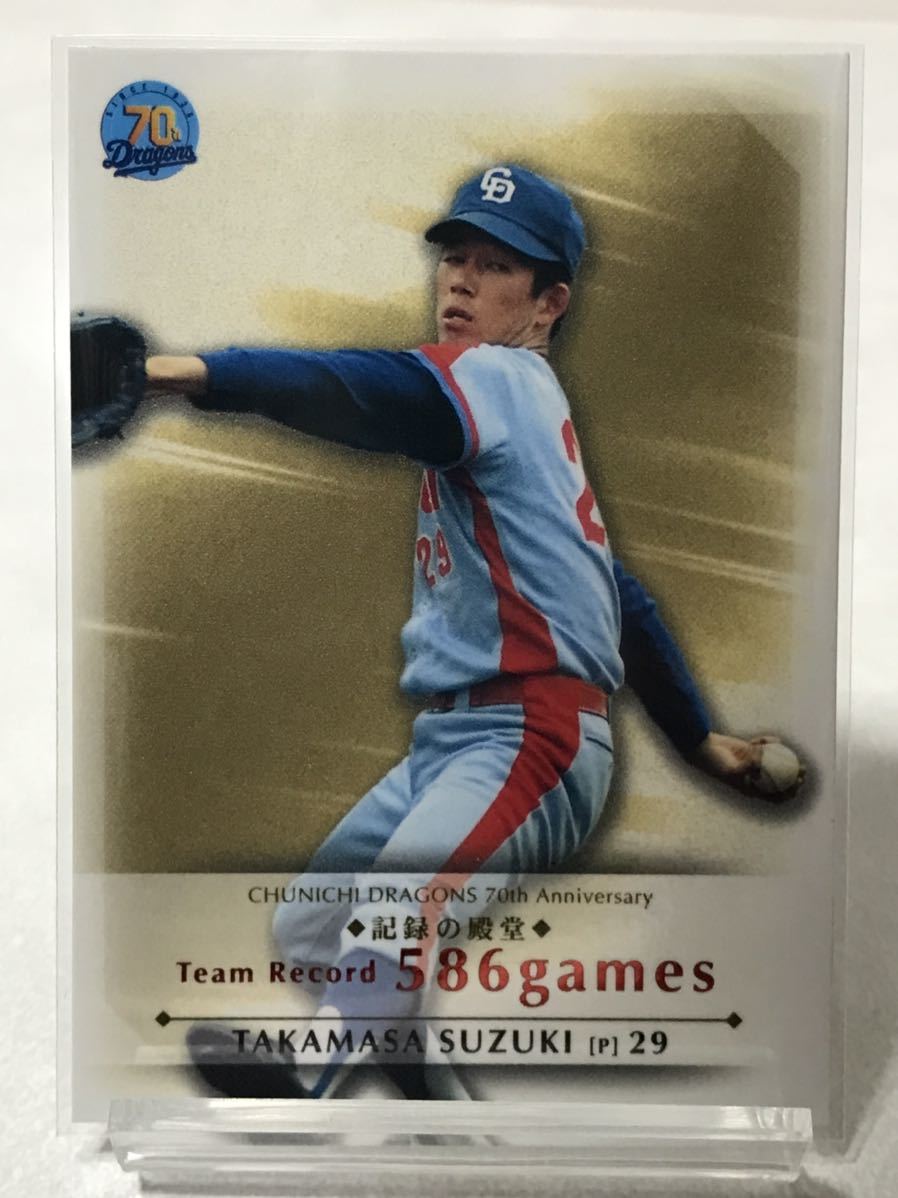 SINCE 1936
70th
Dragons
CD
29
2
CHUNICHI DRAGONS 70th Anniversary
◆記録の殿堂◆
Team Record 586games
TAKAMASA SUZUKI [P] 29